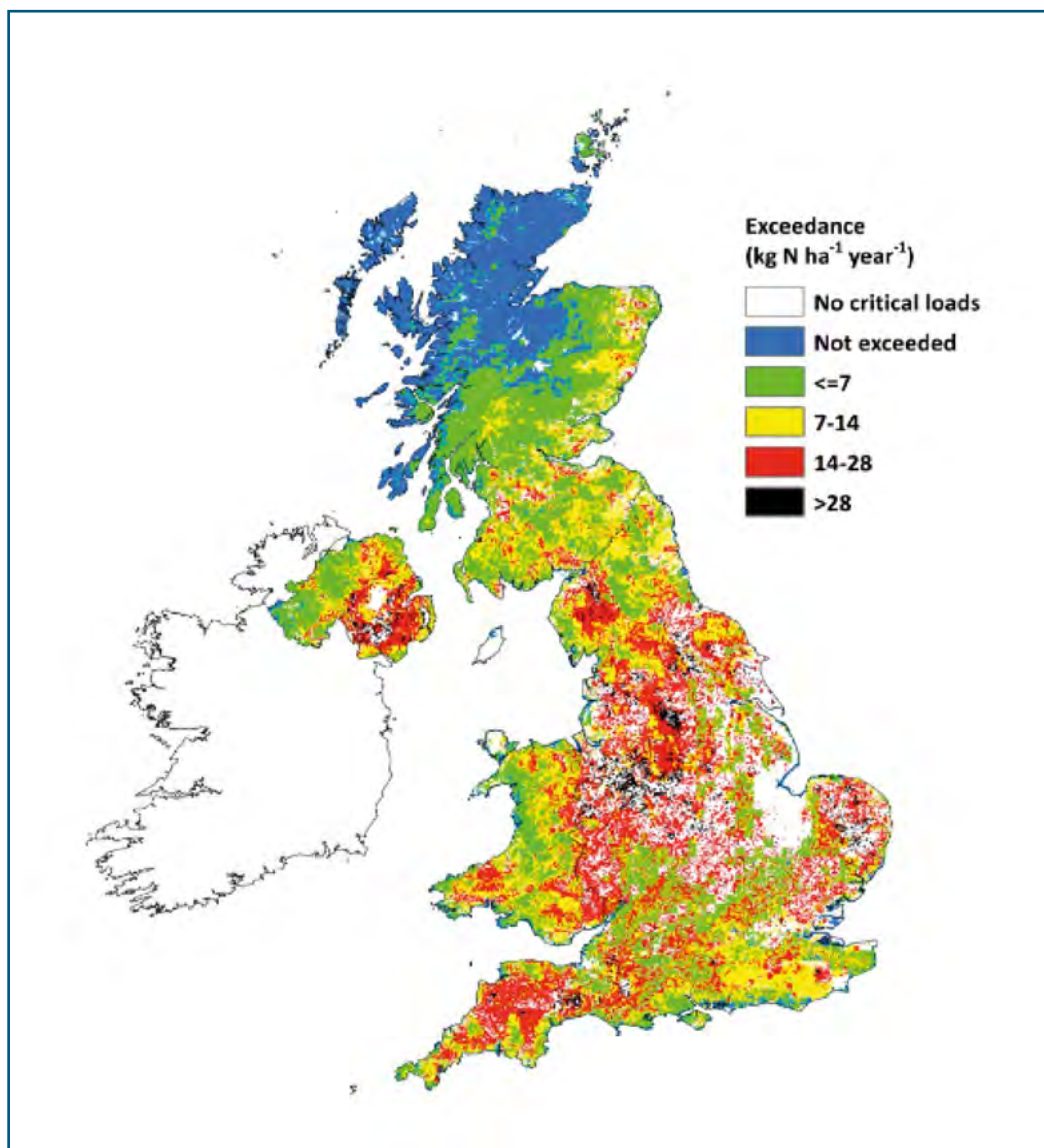 Exceedance
(kg N ha⁻¹ year⁻¹)
No critical loads
Not exceeded
<=7
7-14
14-28
>28